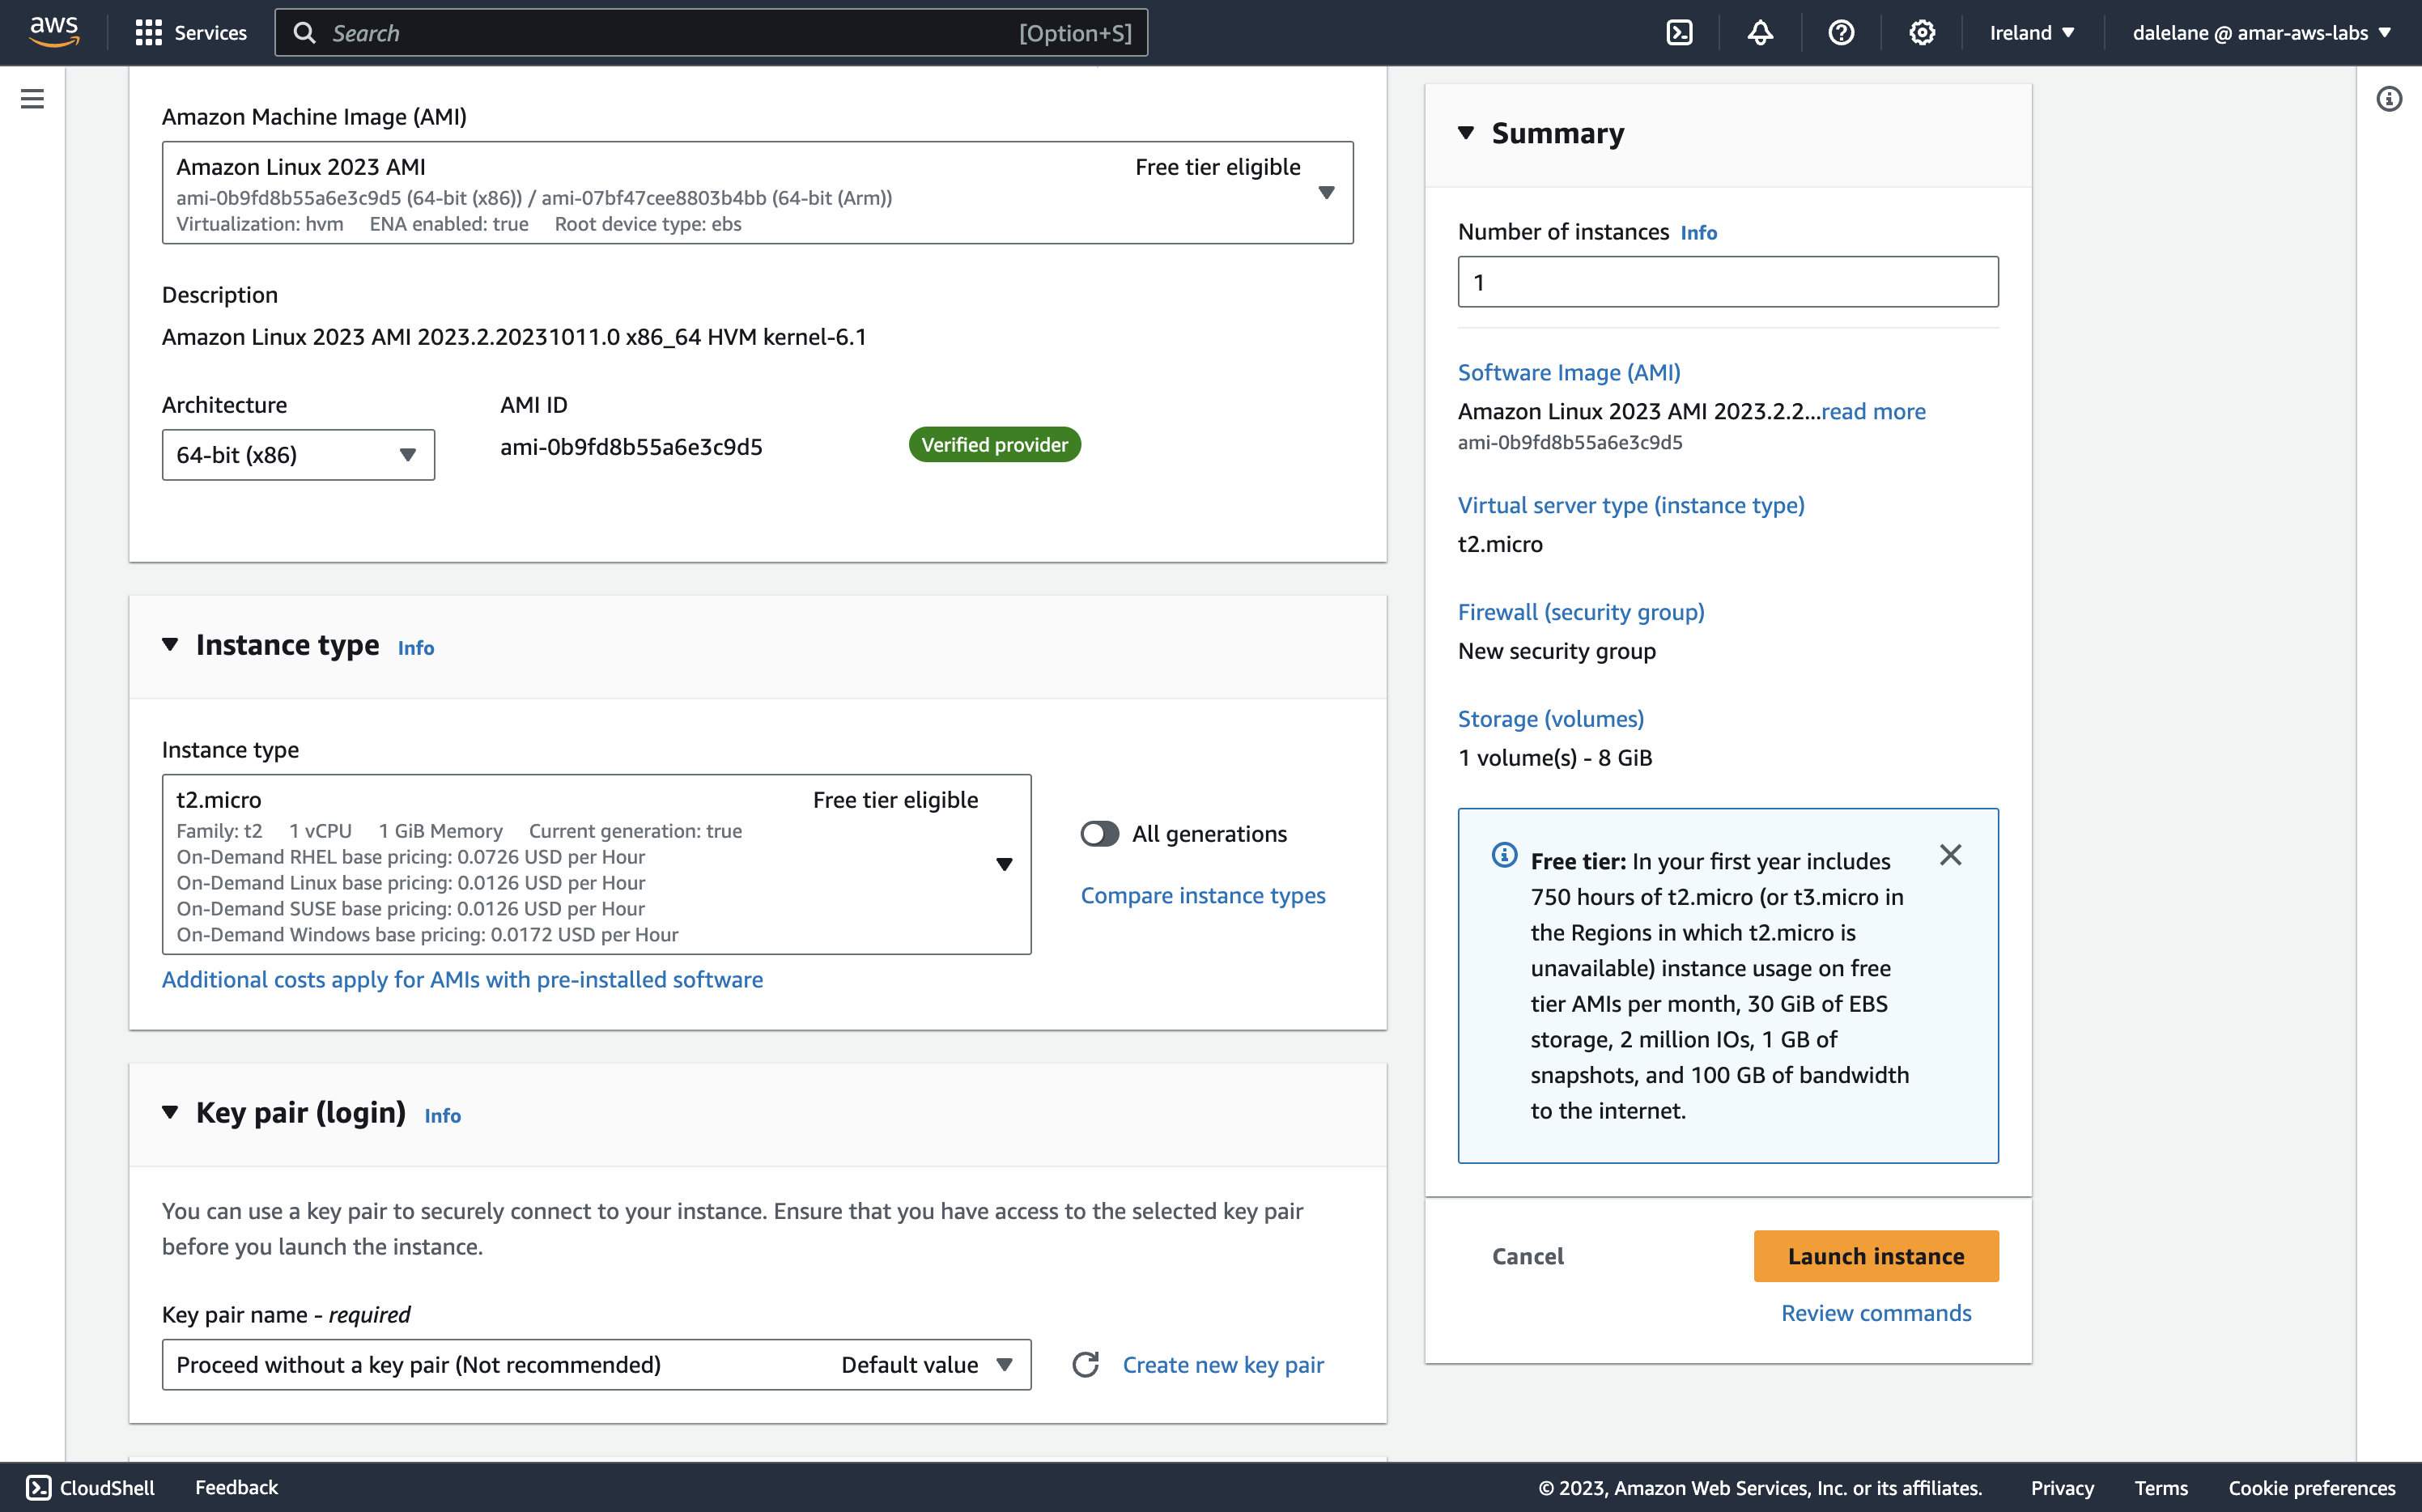 aws
Services
Search
[Option+S]
Ireland
dalelane @ amar-aws-labs
Amazon Machine Image (AMI)
Amazon Linux 2023 AMI
Free tier eligible
ami-0b9fd8b55a6e3c9d5 (64-bit (x86)) / ami-07bf47cee8803b4bb (64-bit (Arm))
Virtualization: hvm ENA enabled: true Root device type: ebs
Description
Amazon Linux 2023 AMI 2023.2.20231011.0 x86_64 HVM kernel-6.1
Architecture
AMI ID
64-bit (x86)
ami-0b9fd8b55a6e3c9d5
Verified provider
Instance type Info
Instance type
t2.micro
Free tier eligible
Family: t2 1 vCPU 1 GiB Memory Current generation: true
On-Demand RHEL base pricing: 0.0726 USD per Hour
On-Demand Linux base pricing: 0.0126 USD per Hour
On-Demand SUSE base pricing: 0.0126 USD per Hour
On-Demand Windows base pricing: 0.0172 USD per Hour
All generations
Compare instance types
Additional costs apply for AMIs with pre-installed software
Key pair (login) Info
You can use a key pair to securely connect to your instance. Ensure that you have access to the selected key pair
before you launch the instance.
Key pair name - required
Proceed without a key pair (Not recommended)
Default value
Create new key pair
Summary
Number of instances Info
1
Software Image (AMI)
Amazon Linux 2023 AMI 2023.2.2...read more
ami-0b9fd8b55a6e3c9d5
Virtual server type (instance type)
t2.micro
Firewall (security group)
New security group
Storage (volumes)
1 volume(s) - 8 GiB
Free tier: In your first year includes
750 hours of t2.micro (or t3.micro in
the Regions in which t2.micro is
unavailable) instance usage on free
tier AMIs per month, 30 GiB of EBS
storage, 2 million IOs, 1 GB of
snapshots, and 100 GB of bandwidth
to the internet.
Cancel
Launch instance
Review commands
CloudShell
Feedback
© 2023, Amazon Web Services, Inc. or its affiliates.
Privacy
Terms
Cookie preferences